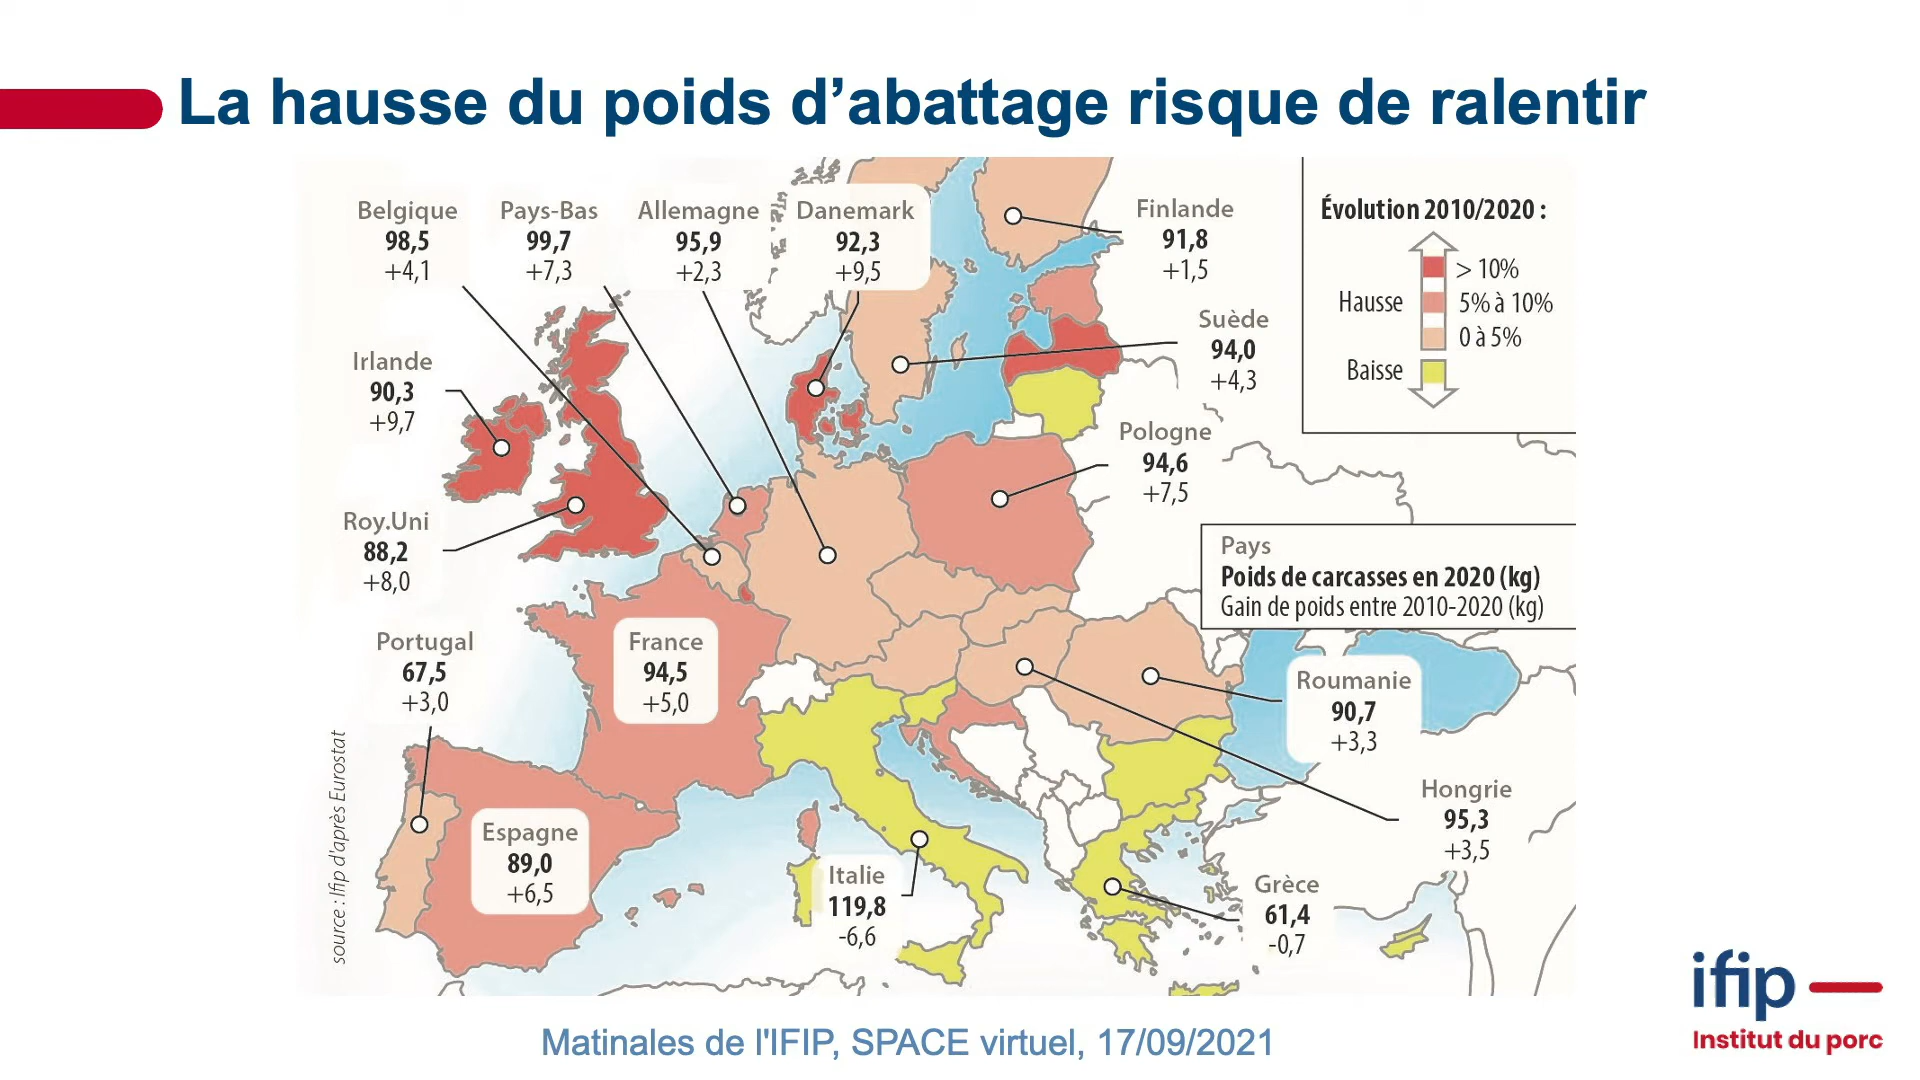 La hausse du poids d’abattage risque de ralentir
Belgique
98,5
+4,1
Pays-Bas
99,7
+7,3
Allemagne
95,9
+2,3
Danemark
92,3
+9,5
Finlande
91,8
+1,5
Évolution 2010/2020 :
> 10%
Hausse
5% à 10%
0 à 5%
Baisse
Suède
94,0
+4,3
Irlande
90,3
+9,7
Pologne
94,6
+7,5
Roy.Uni
88,2
+8,0
Pays
Poids de carcasses en 2020 (kg)
Gain de poids entre 2010-2020 (kg)
Portugal
67,5
+3,0
France
94,5
+5,0
Roumanie
90,7
+3,3
Hongrie
95,3
+3,5
Espagne
89,0
+6,5
Italie
119,8
-6,6
Grèce
61,4
-0,7
source : Ifip d'après Eurostat
Matinales de l'IFIP, SPACE virtuel, 17/09/2021
ifip
Institut du porc